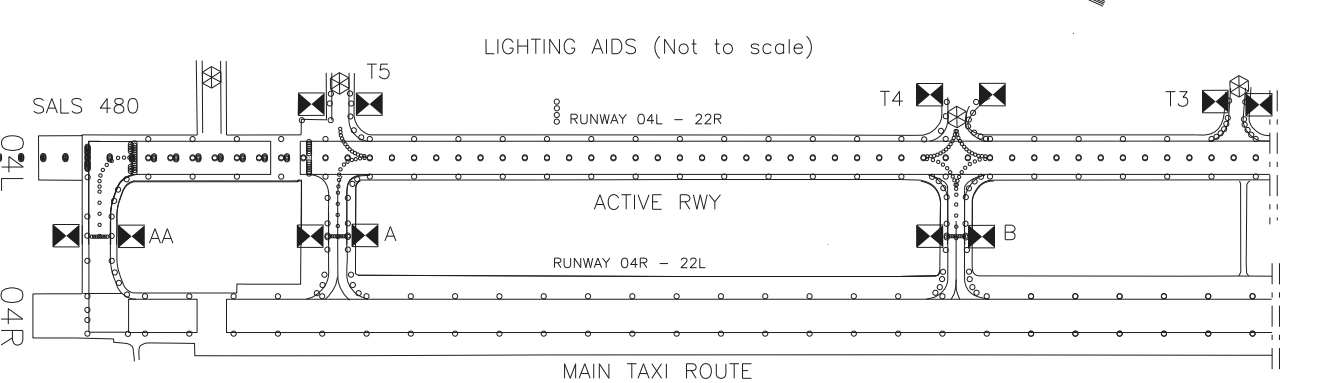 LIGHTING AIDS (Not to scale)
T5
SALS 480
T4
T3
RUNWAY 04L - 22R
04L
ACTIVE RWY
AA
A
B
RUNWAY 04R - 22L
04R
MAIN TAXI ROUTE